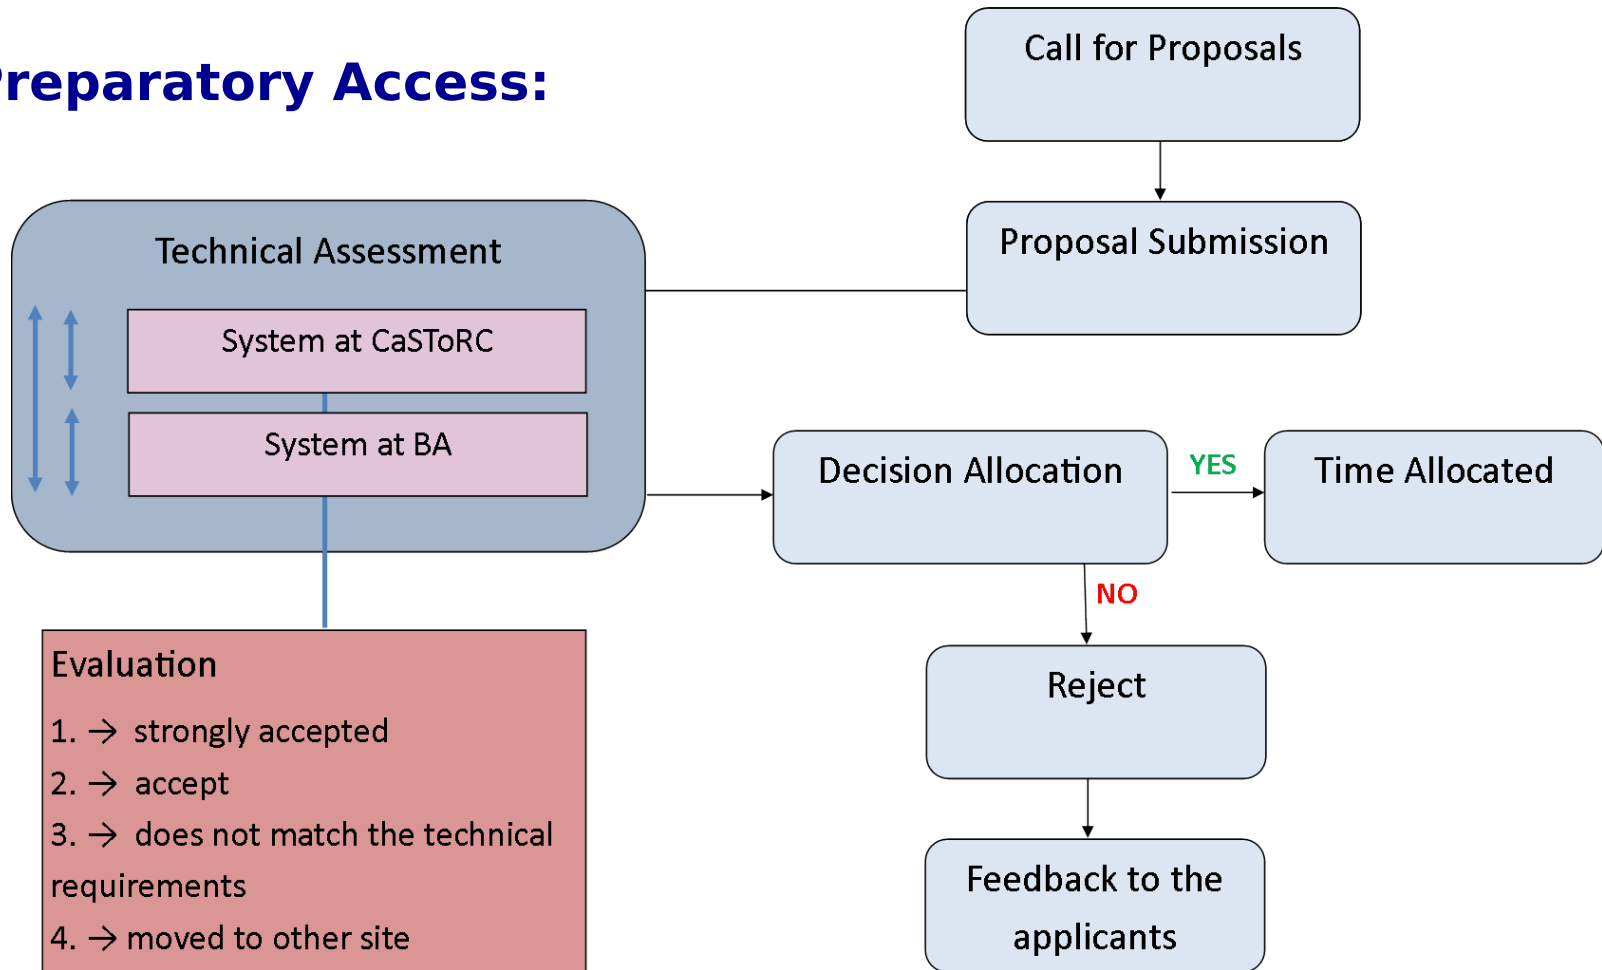 Preparatory Access:
Call for Proposals
Technical Assessment
Proposal Submission
System at CaSToRC
System at BA
Decision Allocation
YES
Time Allocated
NO
Evaluation
1. → strongly accepted
2. → accept
3. → does not match the technical
requirements
4. → moved to other site
Reject
Feedback to the
applicants